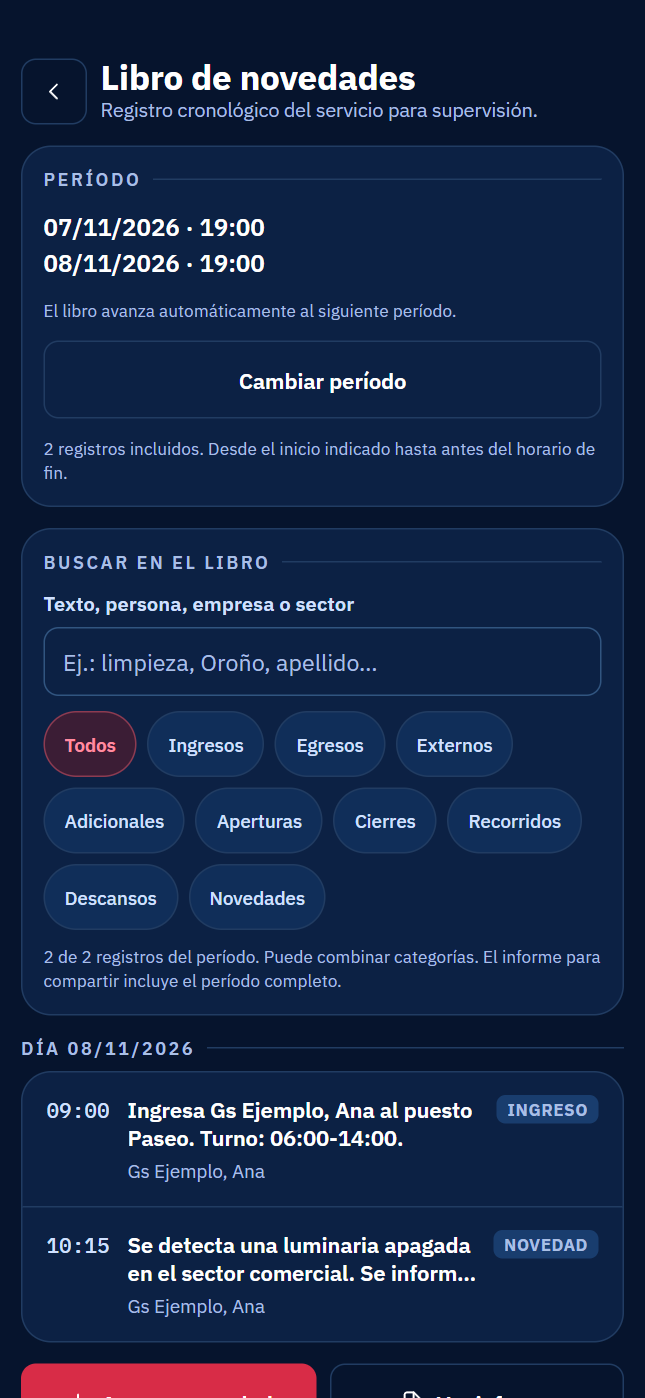 Libro de novedades
Registro cronológico del servicio para supervisión.
PERÍODO
07/11/2026 · 19:00
08/11/2026 · 19:00
El libro avanza automáticamente al siguiente período.
Cambiar período
2 registros incluidos. Desde el inicio indicado hasta antes del horario de
fin.
BUSCAR EN EL LIBRO
Texto, persona, empresa o sector
Ej.: limpieza, Oroño, apellido...
Todos
Ingresos
Egresos
Externos
Adicionales
Aperturas
Cierres
Recorridos
Descansos
Novedades
2 de 2 registros del período. Puede combinar categorías. El informe para
compartir incluye el período completo.
DÍA 08/11/2026
09:00 Ingresa Gs Ejemplo, Ana al puesto INGRESO
Paseo. Turno: 06:00-14:00.
Gs Ejemplo, Ana
10:15 Se detecta una luminaria apagada NOVEDAD
en el sector comercial. Se inform...
Gs Ejemplo, Ana